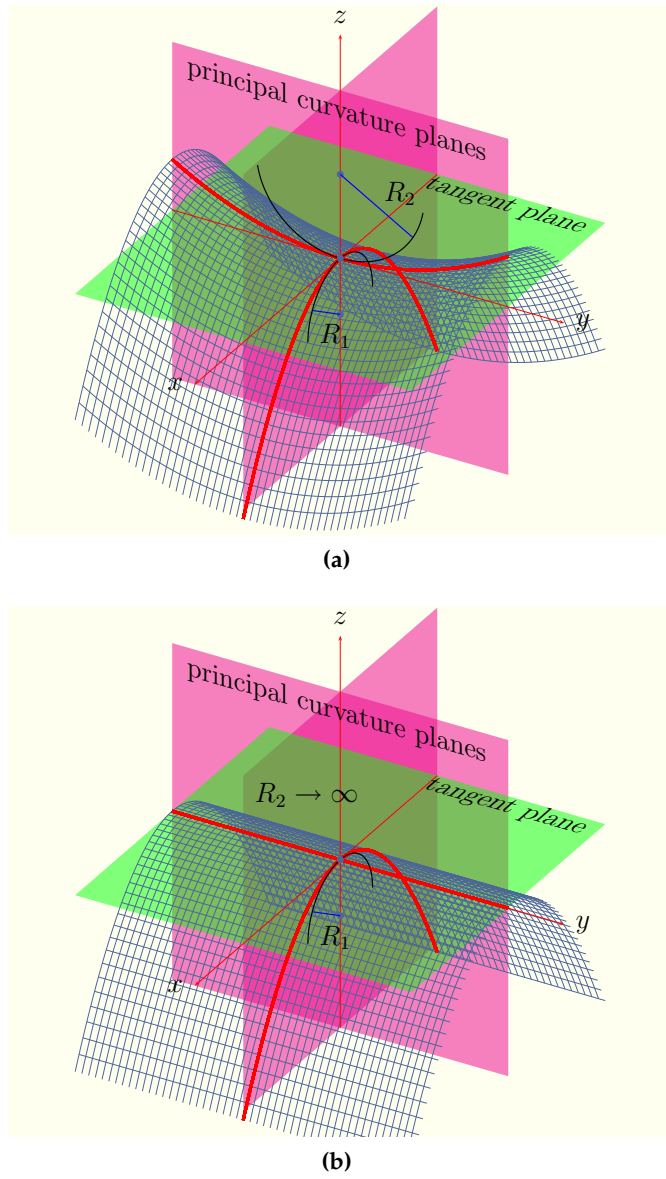 z
principal curvature planes
tangent plane
R₂
y
R₁
x
(a)
z
principal curvature planes
tangent plane
R₂ → ∞
y
R₁
x
(b)